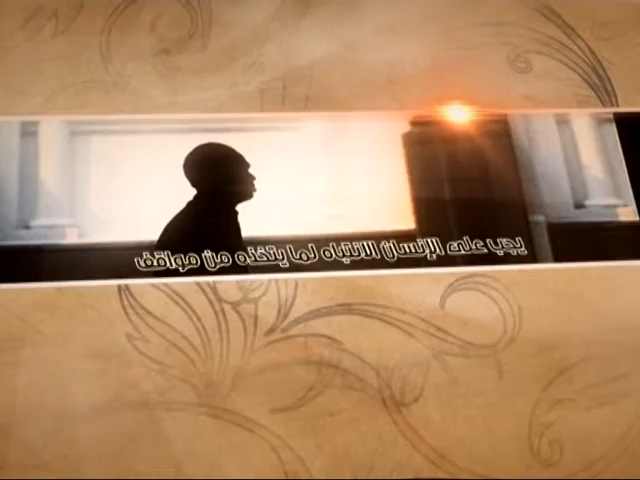 يجب على الإنسان الانتباه لما يتخذه من مواقف